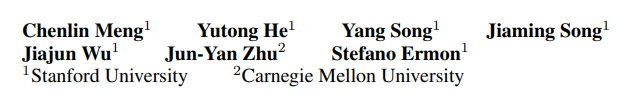 Chenlin Meng¹ Yutong He¹ Yang Song¹ Jiaming Song¹
Jiajun Wu¹ Jun-Yan Zhu² Stefano Ermon¹
¹Stanford University ²Carnegie Mellon University